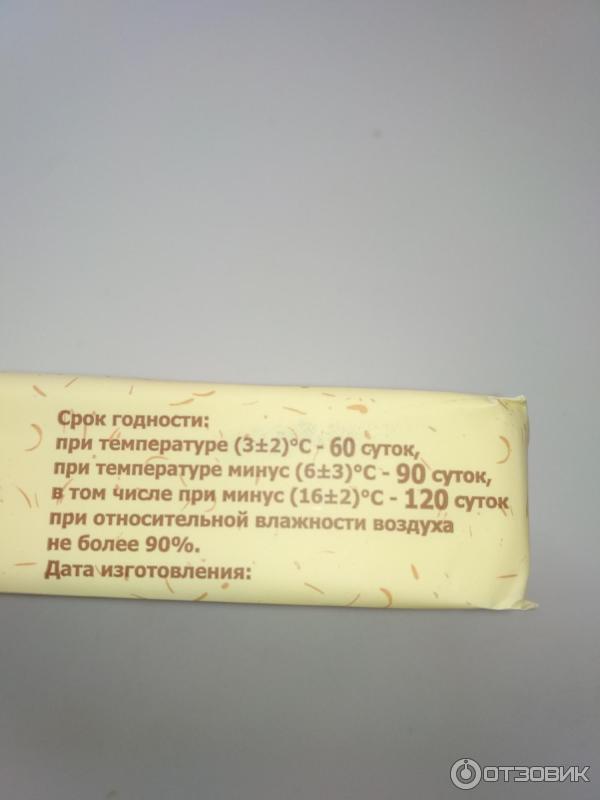 Срок годности:
при температуре (3±2)°С - 60 суток,
при температуре минус (6±3)°С - 90 суток,
в том числе при минус (16±2)°С - 120 суток
при относительной влажности воздуха
не более 90%.
Дата изготовления:
ОТЗОВИК